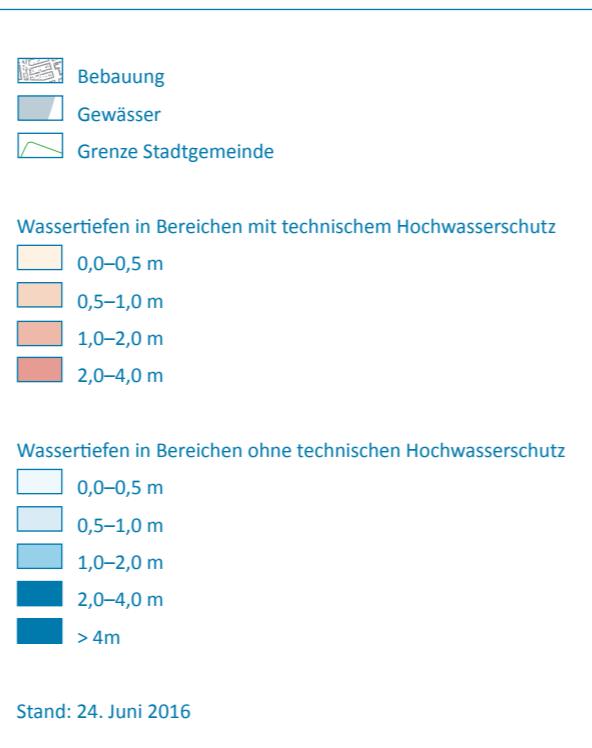 Bebauung
Gewässer
Grenze Stadtgemeinde
Wassertiefen in Bereichen mit technischem Hochwasserschutz
0,0–0,5 m
0,5–1,0 m
1,0–2,0 m
2,0–4,0 m
Wassertiefen in Bereichen ohne technischen Hochwasserschutz
0,0–0,5 m
0,5–1,0 m
1,0–2,0 m
2,0–4,0 m
> 4m
Stand: 24. Juni 2016